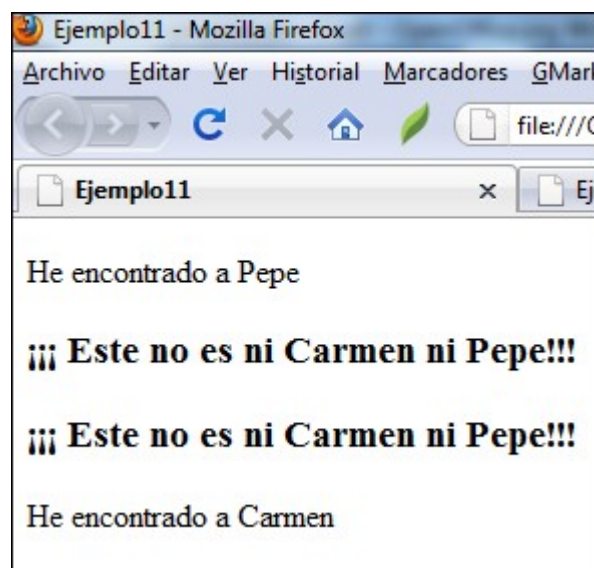 Ejemplo11 - Mozilla Firefox
Archivo Editar Ver Historial Marcadores GMark
file:///C
Ejemplo11 × Ej
He encontrado a Pepe
¡¡¡ Este no es ni Carmen ni Pepe!!!
¡¡¡ Este no es ni Carmen ni Pepe!!!
He encontrado a Carmen